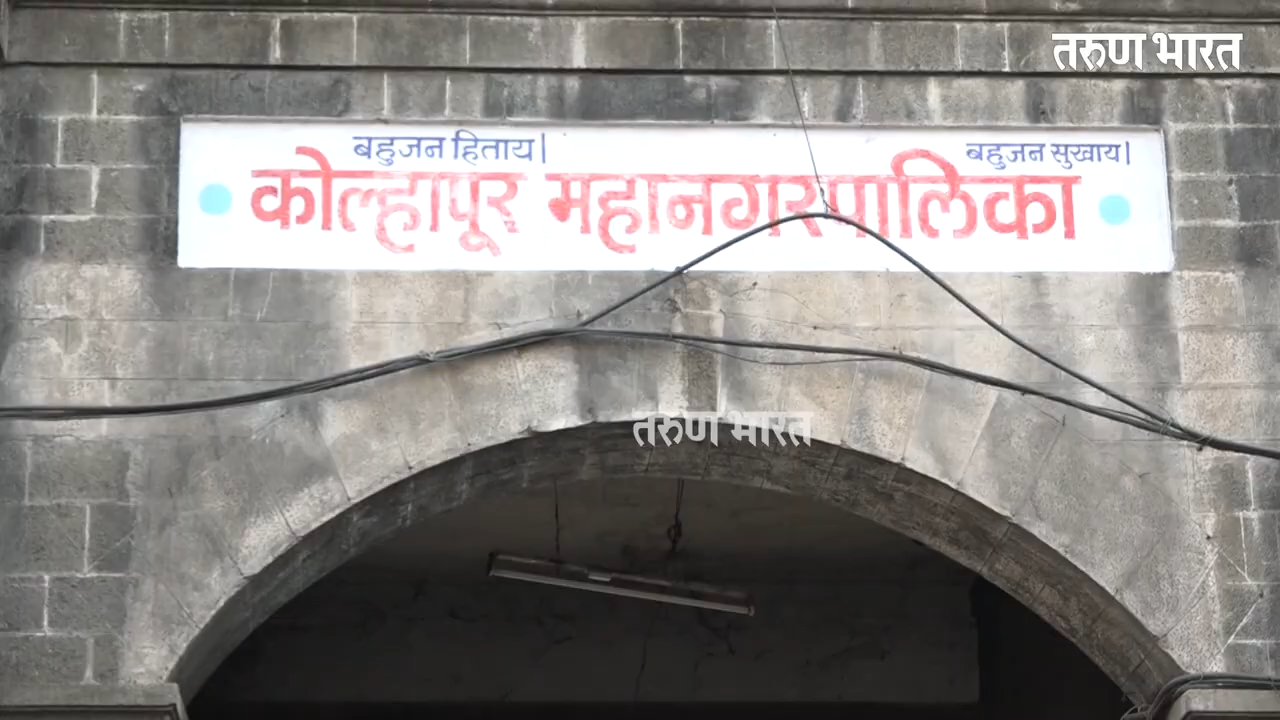 तरुण भारत
बहुजन हिताय| बहुजन सुखाय|
कोल्हापूर महानगरपालिका
तरुण भारत